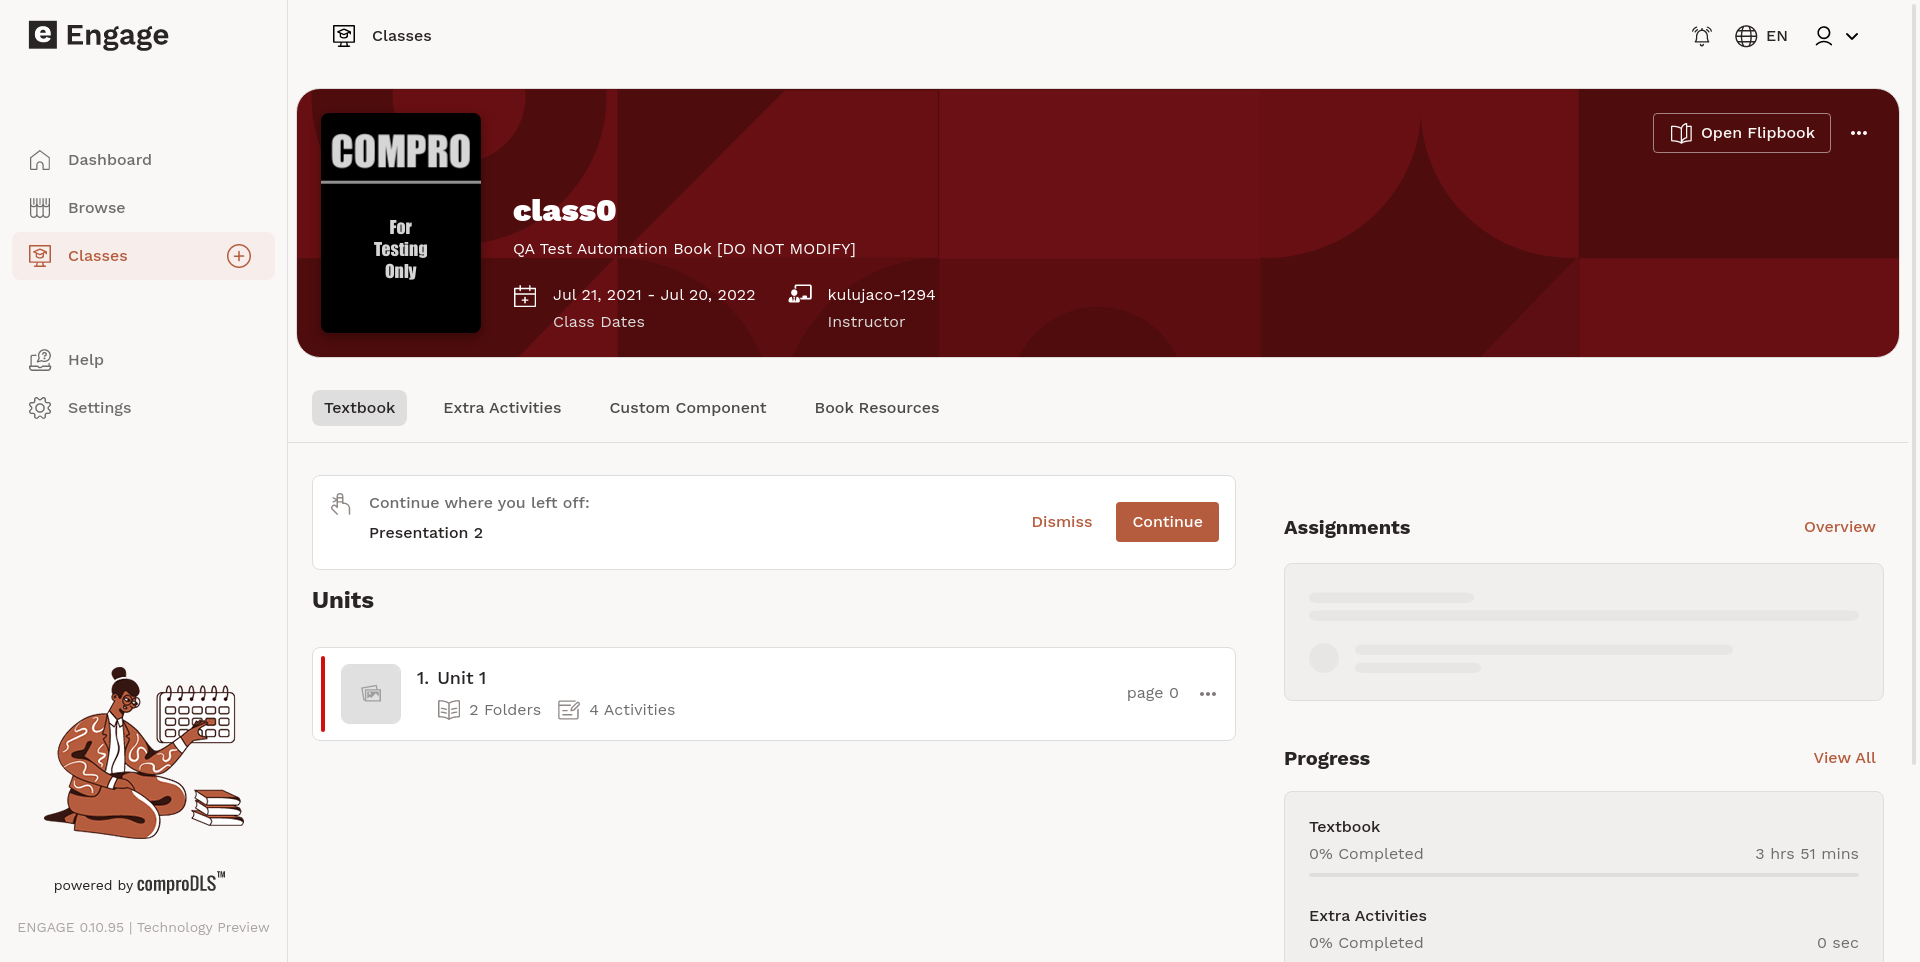 e Engage
Classes
EN
Dashboard
Browse
Classes
Help
Settings
powered by comproDLS™
ENGAGE 0.10.95 | Technology Preview
COMPRO
For
Testing
Only
Open Flipbook
class0
QA Test Automation Book [DO NOT MODIFY]
Jul 21, 2021 - Jul 20, 2022
Class Dates
kulujaco-1294
Instructor
Textbook
Extra Activities
Custom Component
Book Resources
Continue where you left off:
Presentation 2
Dismiss
Continue
Units
1. Unit 1
2 Folders
4 Activities
page 0
Assignments
Overview
Progress
View All
Textbook
0% Completed
3 hrs 51 mins
Extra Activities
0% Completed
0 sec